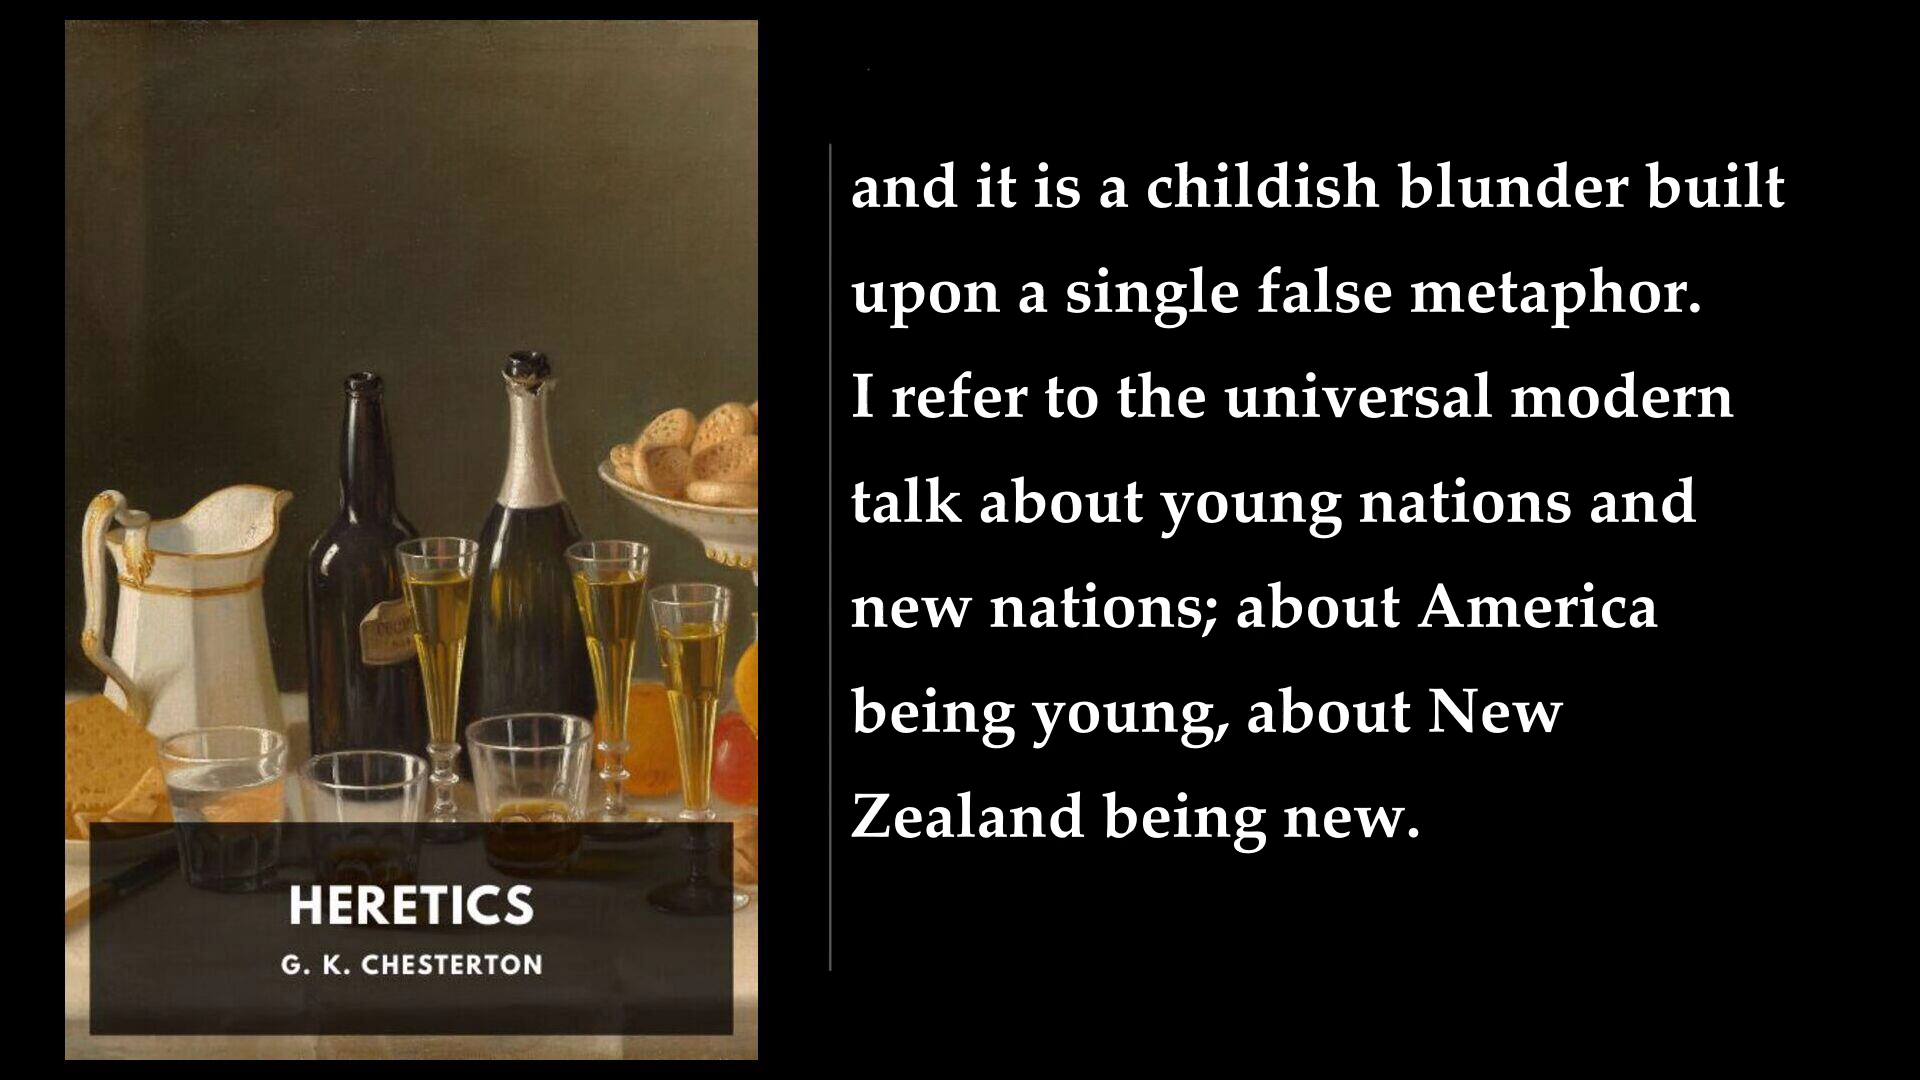 and it is a childish blunder built
upon a single false metaphor.
I refer to the universal modern
talk about young nations and
new nations; about America
being young, about New
Zealand being new.
HERETICS
G. K. CHESTERTON